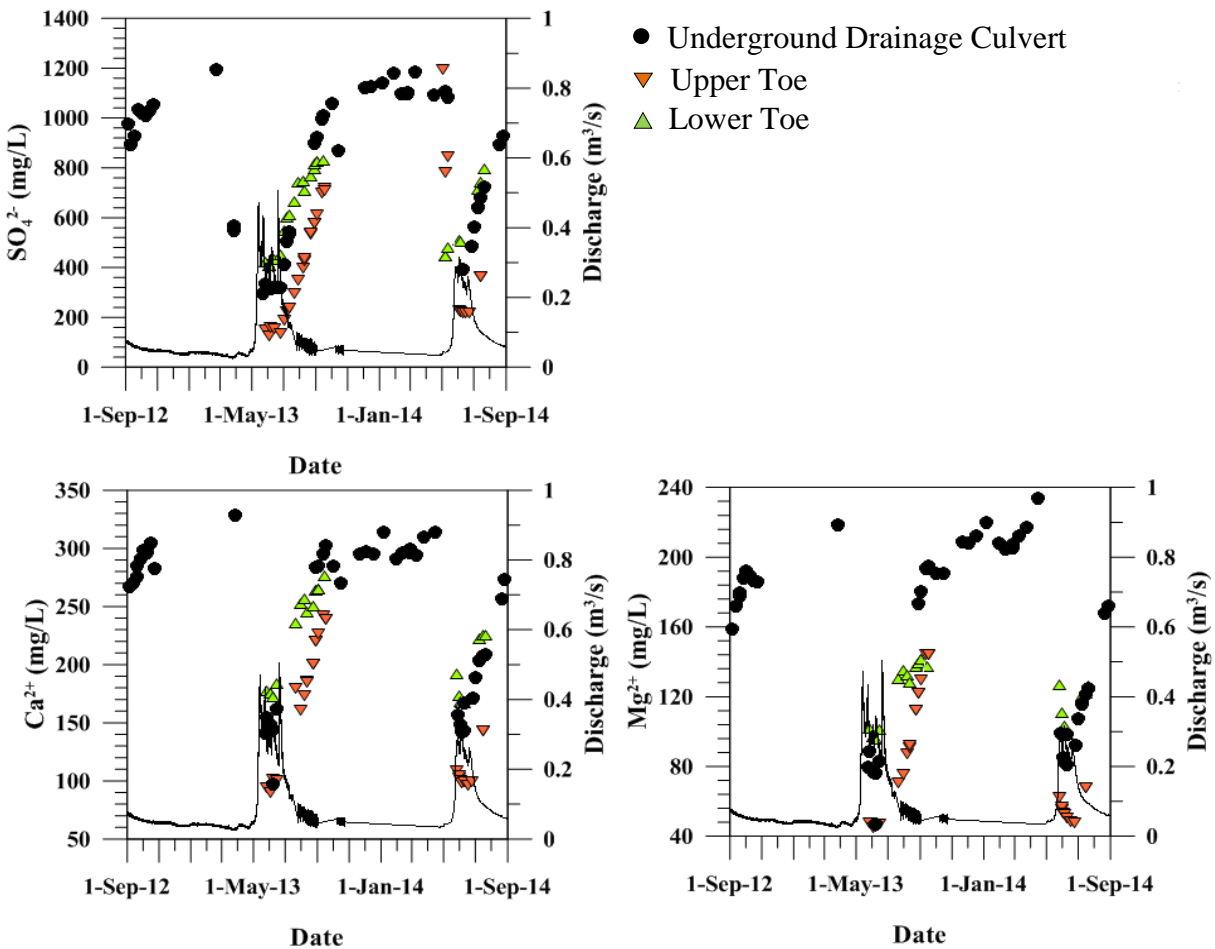 Underground Drainage Culvert
Upper Toe
Lower Toe
1400
1200
1000
800
600
400
200
0
SO₄²⁻ (mg/L)
1
0.8
0.6
0.4
0.2
0
Discharge (m³/s)
1-Sep-12 1-May-13 1-Jan-14 1-Sep-14
Date
350
300
250
200
150
100
50
Ca²⁺ (mg/L)
1
0.8
0.6
0.4
0.2
0
Discharge (m³/s)
1-Sep-12 1-May-13 1-Jan-14 1-Sep-14
Date
240
200
160
120
80
40
Mg²⁺ (mg/L)
1
0.8
0.6
0.4
0.2
0
Discharge (m³/s)
1-Sep-12 1-May-13 1-Jan-14 1-Sep-14
Date